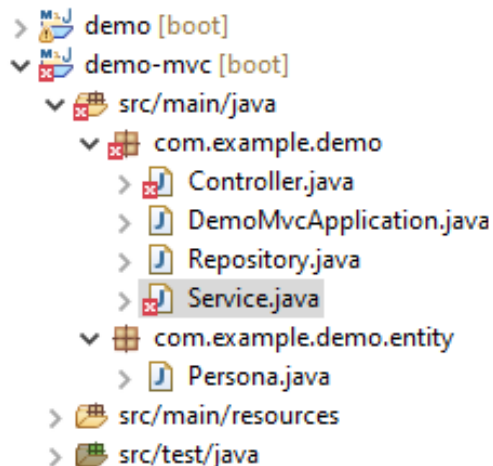 demo [boot]
demo-mvc [boot]
src/main/java
com.example.demo
Controller.java
DemoMvcApplication.java
Repository.java
Service.java
com.example.demo.entity
Persona.java
src/main/resources
src/test/java